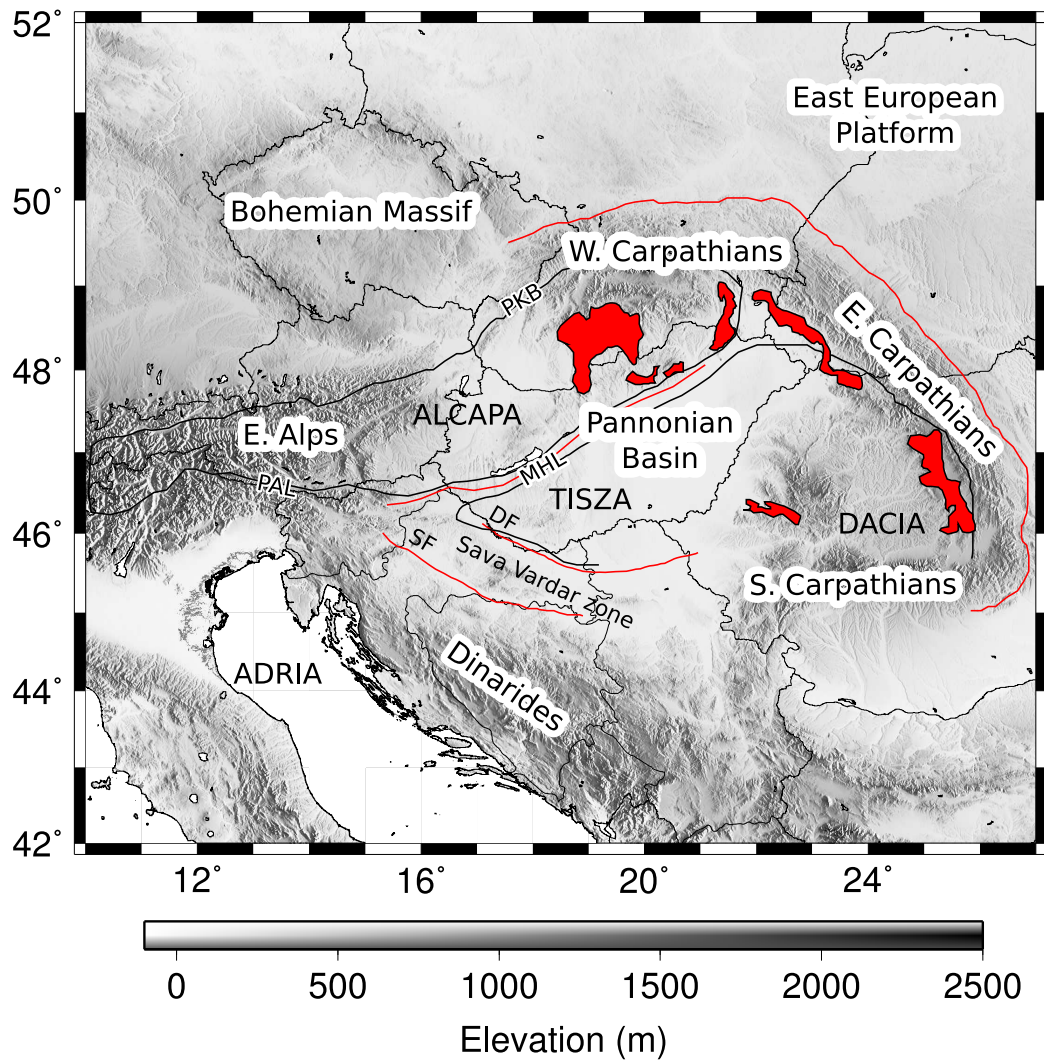 52°
East European
Platform
50°
Bohemian Massif
W. Carpathians
PKB
E. Carpathians
48°
ALCAPA
E. Alps
Pannonian
Basin
MHL
PAL
TISZA
DACIA
46°
DF
SF
Sava Vardar zone
S. Carpathians
ADRIA
Dinarides
44°
42°
12° 16° 20° 24°
0 500 1000 1500 2000 2500
Elevation (m)